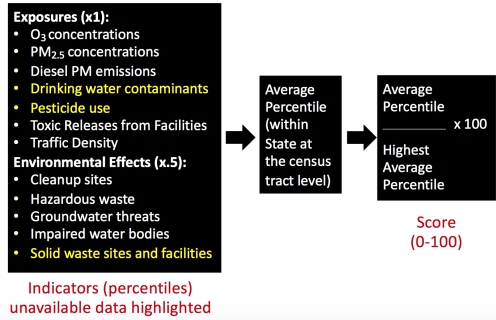 Exposures (x1):
• O3 concentrations
• PM2.5 concentrations
• Diesel PM emissions
• Drinking water contaminants
• Pesticide use
• Toxic Releases from Facilities
• Traffic Density
Environmental Effects (x.5):
• Cleanup sites
• Hazardous waste
• Groundwater threats
• Impaired water bodies
• Solid waste sites and facilities
Indicators (percentiles)
unavailable data highlighted
Average
Percentile
(within
State at
the census
tract level)
Average
Percentile
________ x 100
Highest
Average
Percentile
Score
(0-100)